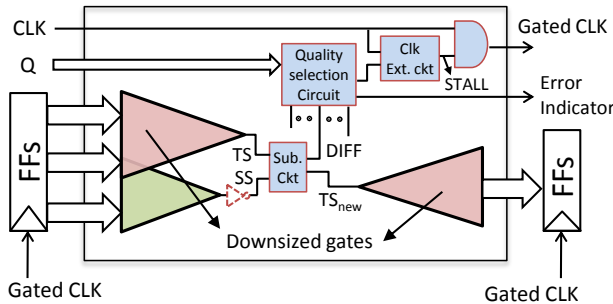 CLK
Gated CLK
Q
Quality
selection
Circuit
Clk
Ext. ckt
STALL
Error
Indicator
FFs
TS
SS
Sub.
Ckt
DIFF
TSnew
FFs
Downsized gates
Gated CLK
Gated CLK